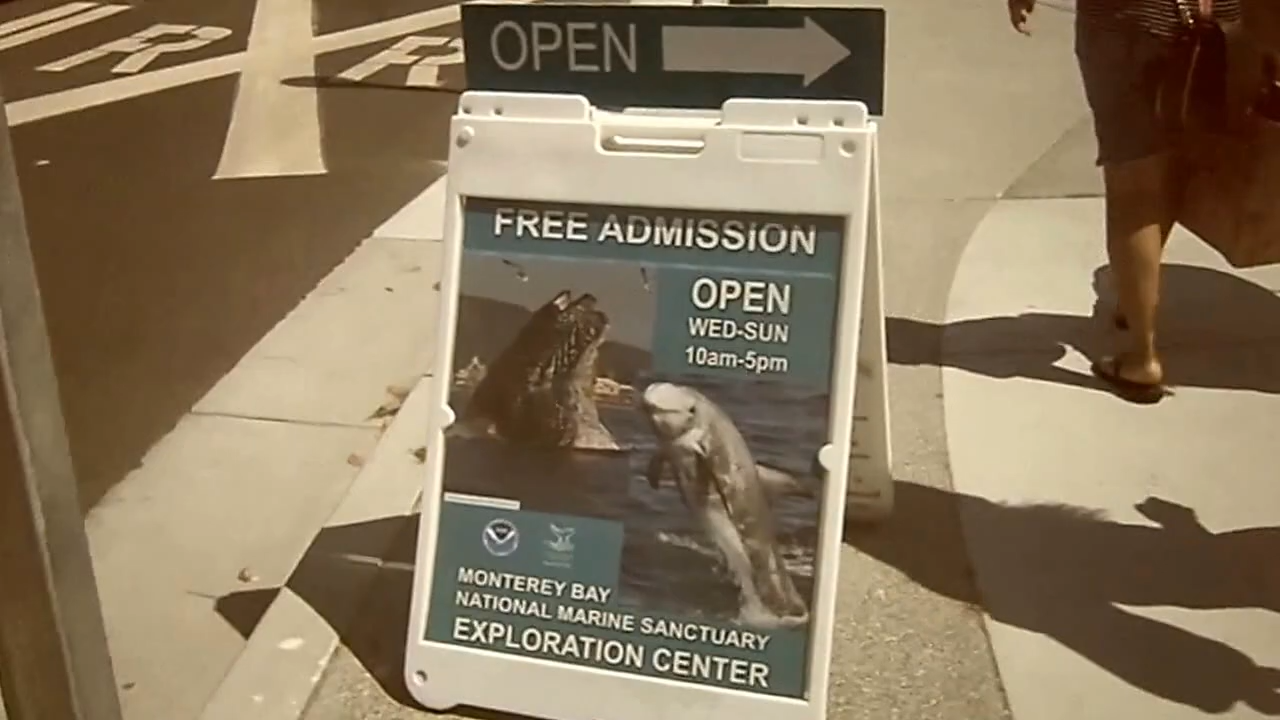 OPEN
FREE ADMISSION
OPEN
WED-SUN
10am-5pm
MONTEREY BAY
NATIONAL MARINE SANCTUARY
EXPLORATION CENTER